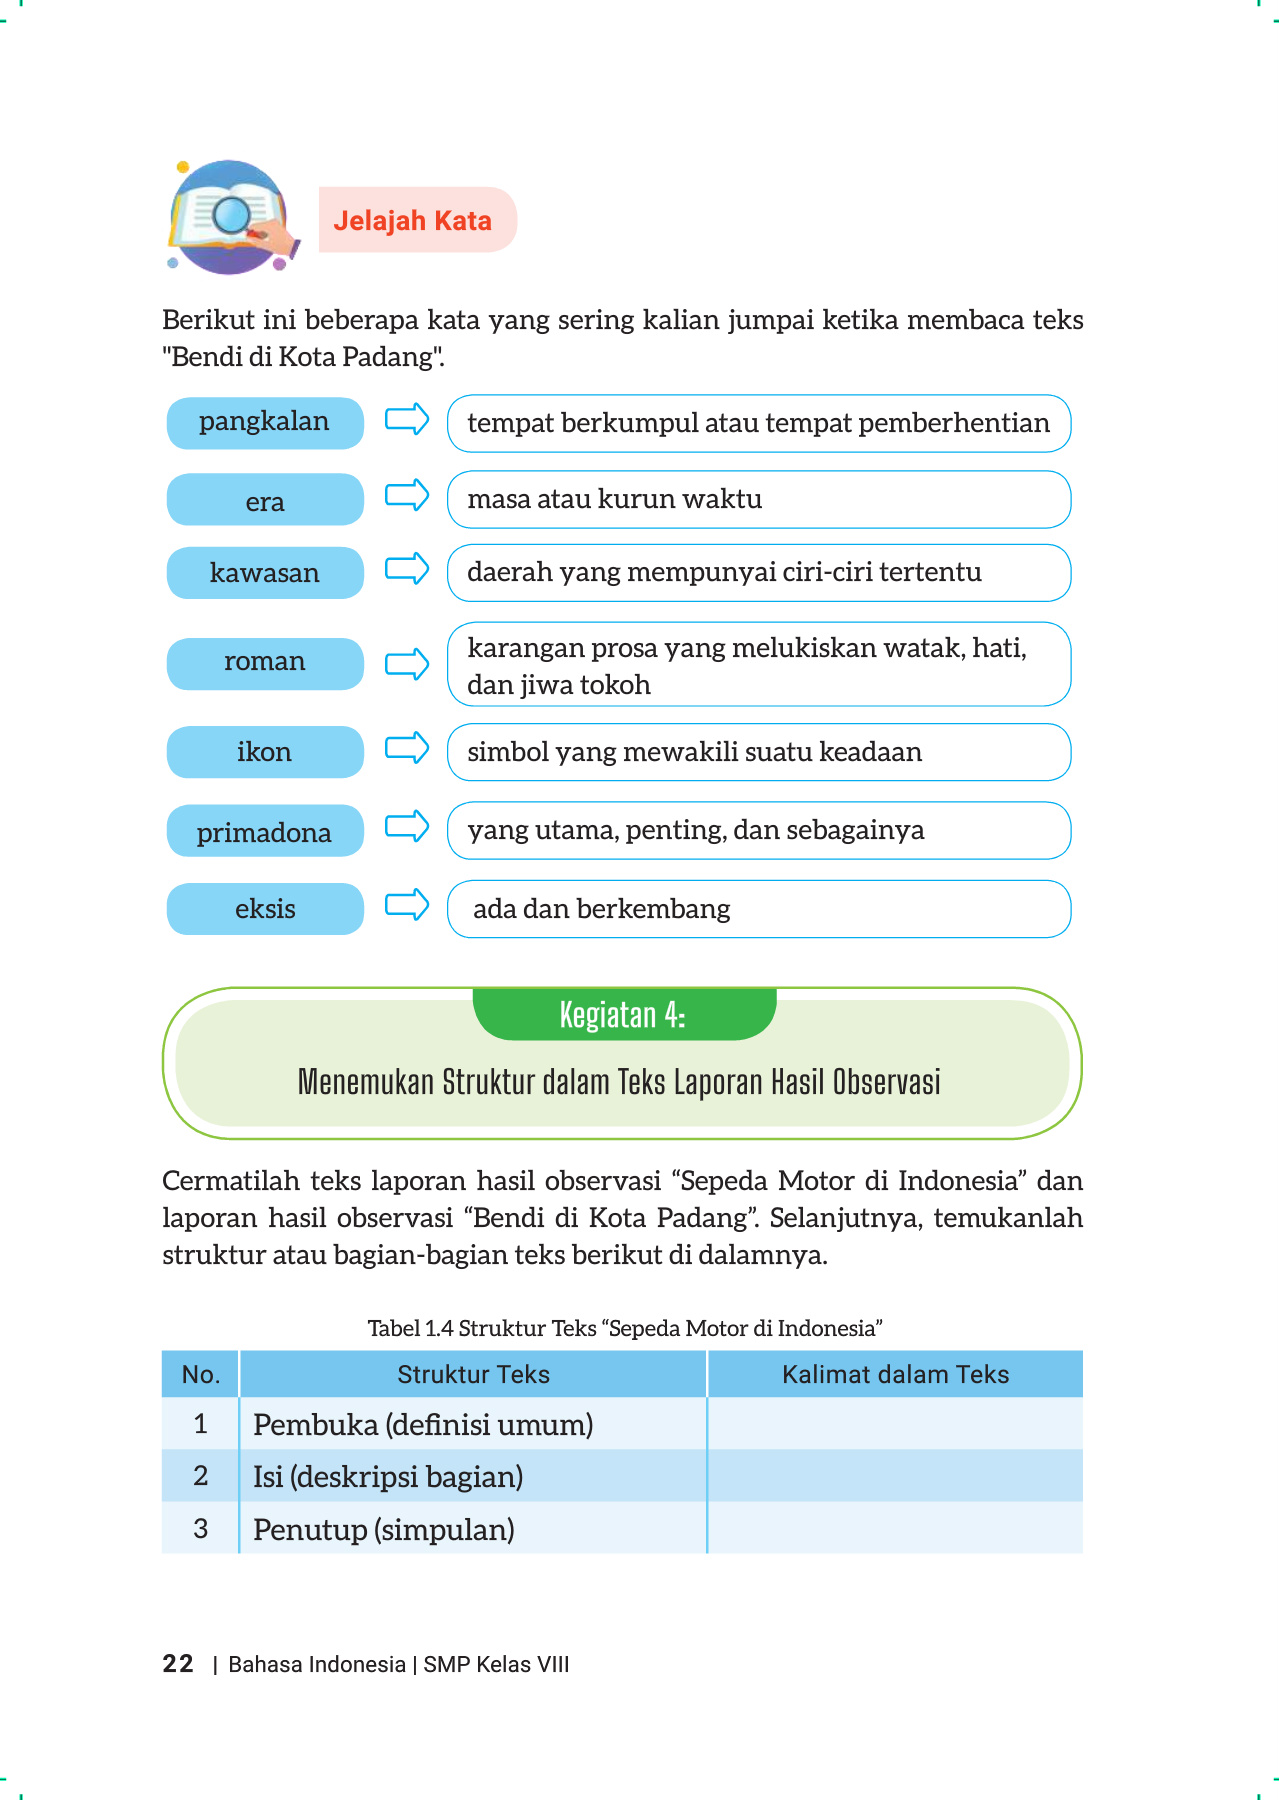 Jelajah Kata
Berikut ini beberapa kata yang sering kalian jumpai ketika membaca teks
"Bendi di Kota Padang".
pangkalan
tempat berkumpul atau tempat pemberhentian
era
masa atau kurun waktu
kawasan
daerah yang mempunyai ciri-ciri tertentu
roman
karangan prosa yang melukiskan watak, hati,
dan jiwa tokoh
ikon
simbol yang mewakili suatu keadaan
primadona
yang utama, penting, dan sebagainya
eksis
ada dan berkembang
Kegiatan 4:
Menemukan Struktur dalam Teks Laporan Hasil Observasi
Cermatilah teks laporan hasil observasi “Sepeda Motor di Indonesia” dan
laporan hasil observasi “Bendi di Kota Padang”. Selanjutnya, temukanlah
struktur atau bagian-bagian teks berikut di dalamnya.
Tabel 1.4 Struktur Teks “Sepeda Motor di Indonesia”
No. Struktur Teks Kalimat dalam Teks
1 Pembuka (definisi umum)
2 Isi (deskripsi bagian)
3 Penutup (simpulan)
22 | Bahasa Indonesia | SMP Kelas VIII